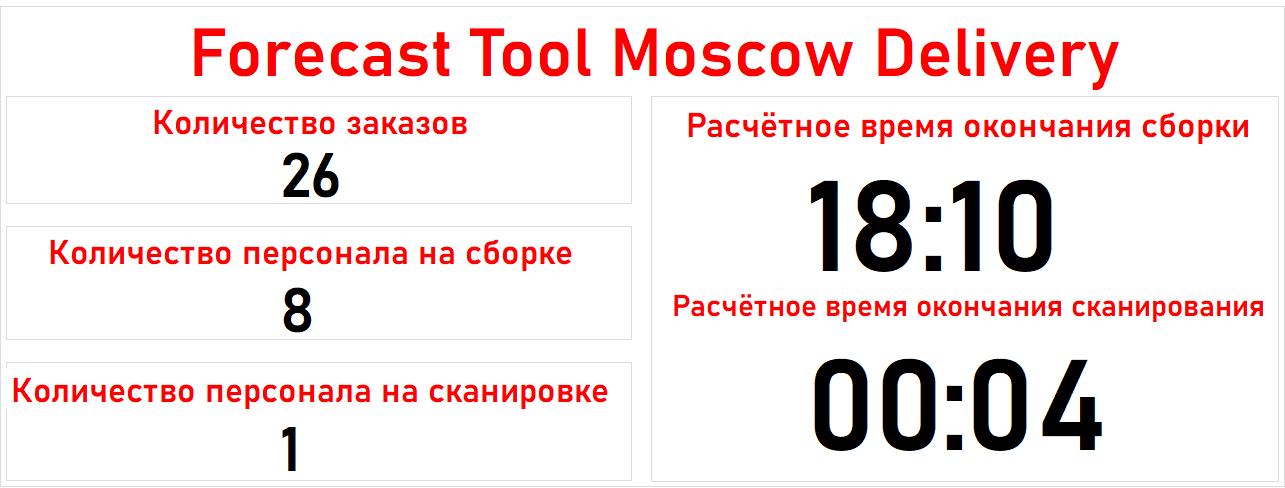 Forecast Tool Moscow Delivery
Количество заказов
26
Количество персонала на сборке
8
Количество персонала на сканировке
1
Расчётное время окончания сборки
18:10
Расчётное время окончания сканирования
00:04